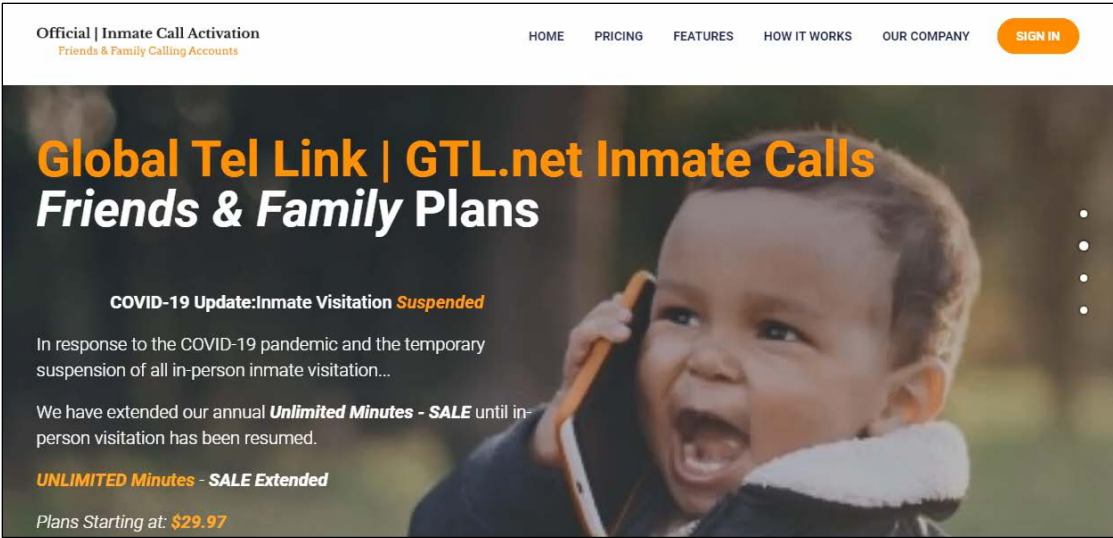 Official | Inmate Call Activation
Friends & Family Calling Accounts
HOME PRICING FEATURES HOW IT WORKS OUR COMPANY SIGN IN
Global Tel Link | GTL.net Inmate Calls
Friends & Family Plans
COVID-19 Update:Inmate Visitation Suspended
In response to the COVID-19 pandemic and the temporary
suspension of all in-person inmate visitation...
We have extended our annual Unlimited Minutes - SALE until in-
person visitation has been resumed.
UNLIMITED Minutes - SALE Extended
Plans Starting at: $29.97